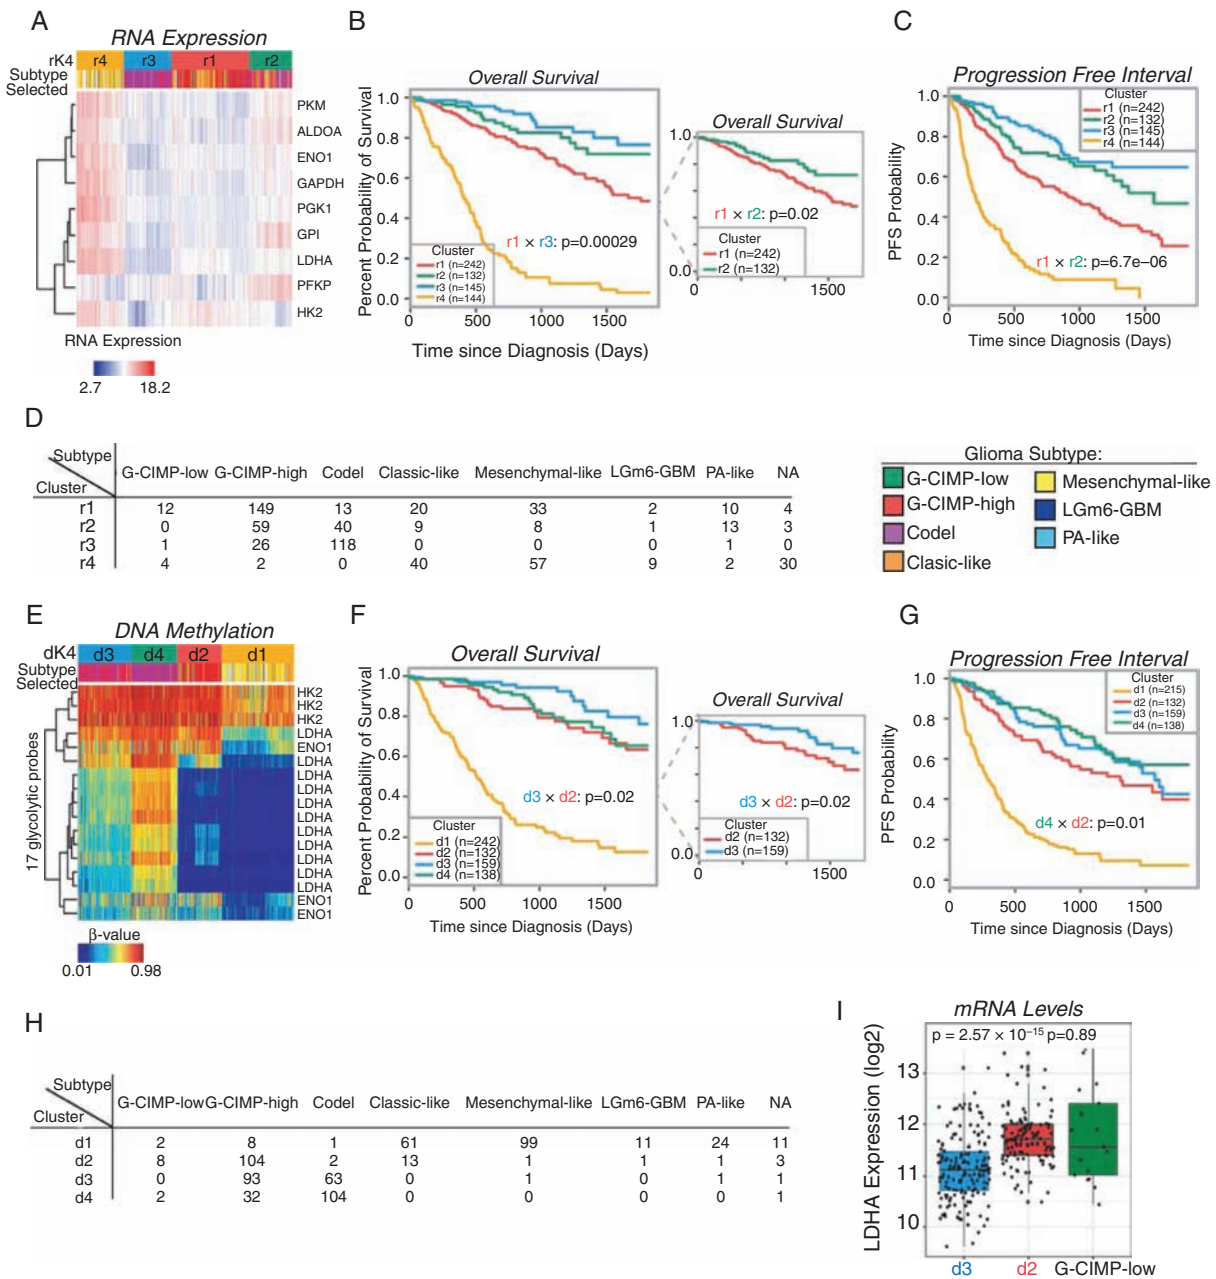 A
RNA Expression
rK4 r4 r3 r1 r2
Subtype
Selected
PKM
ALDOA
ENO1
GAPDH
PGK1
GPI
LDHA
PFKP
HK2
RNA Expression
2.7 18.2
B
Overall Survival
Percent Probability of Survival
1.0
0.8
0.6
0.4
0.2
0.0
r1 × r3: p=0.00029
Cluster
r1 (n=242)
r2 (n=132)
r3 (n=145)
r4 (n=144)
0 500 1000 1500
Time since Diagnosis (Days)
Overall Survival
1.0
r1 × r2: p=0.02
Cluster
r1 (n=242)
r2 (n=132)
0.0
0 1500
C
Progression Free Interval
PFS Probability
1.0
0.8
0.6
0.4
0.2
0.0
Cluster
r1 (n=242)
r2 (n=132)
r3 (n=145)
r4 (n=144)
r1 × r2: p=6.7e−06
0 500 1000 1500
Time since Diagnosis (Days)
D
Subtype
Cluster
G-CIMP-low G-CIMP-high Codel Classic-like Mesenchymal-like LGm6-GBM PA-like NA
r1 12 149 13 20 33 2 10 4
r2 0 59 40 9 8 1 13 3
r3 1 26 118 0 0 0 1 0
r4 4 2 0 40 57 9 2 30
Glioma Subtype:
G-CIMP-low
G-CIMP-high
Codel
Clasic-like
Mesenchymal-like
LGm6-GBM
PA-like
E
DNA Methylation
dK4 d3 d4 d2 d1
Subtype
Selected
17 glycolytic probes
HK2
HK2
HK2
LDHA
ENO1
LDHA
LDHA
LDHA
LDHA
LDHA
LDHA
LDHA
LDHA
LDHA
LDHA
ENO1
ENO1
β-value
0.01 0.98
F
Overall Survival
Percent Probability of Survival
1.0
0.8
0.6
0.4
0.2
0.0
d3 × d2: p=0.02
Cluster
d1 (n=242)
d2 (n=132)
d3 (n=159)
d4 (n=138)
0 500 1000 1500
Time since Diagnosis (Days)
Overall Survival
1.0
d3 × d2: p=0.02
Cluster
d2 (n=132)
d3 (n=159)
0.0
0 1500
G
Progression Free Interval
PFS Probability
1.0
0.8
0.6
0.4
0.2
0.0
Cluster
d1 (n=215)
d2 (n=132)
d3 (n=159)
d4 (n=138)
d4 × d2: p=0.01
0 500 1000 1500
Time since Diagnosis (Days)
H
Subtype
Cluster
G-CIMP-low G-CIMP-high Codel Classic-like Mesenchymal-like LGm6-GBM PA-like NA
d1 2 8 1 61 99 11 24 11
d2 8 104 2 13 1 1 1 3
d3 0 93 63 0 1 0 1 1
d4 2 32 104 0 0 0 0 1
I
mRNA Levels
LDHA Expression (log2)
p = 2.57 × 10−15 p=0.89
13
12
11
10
d3 d2 G-CIMP-low